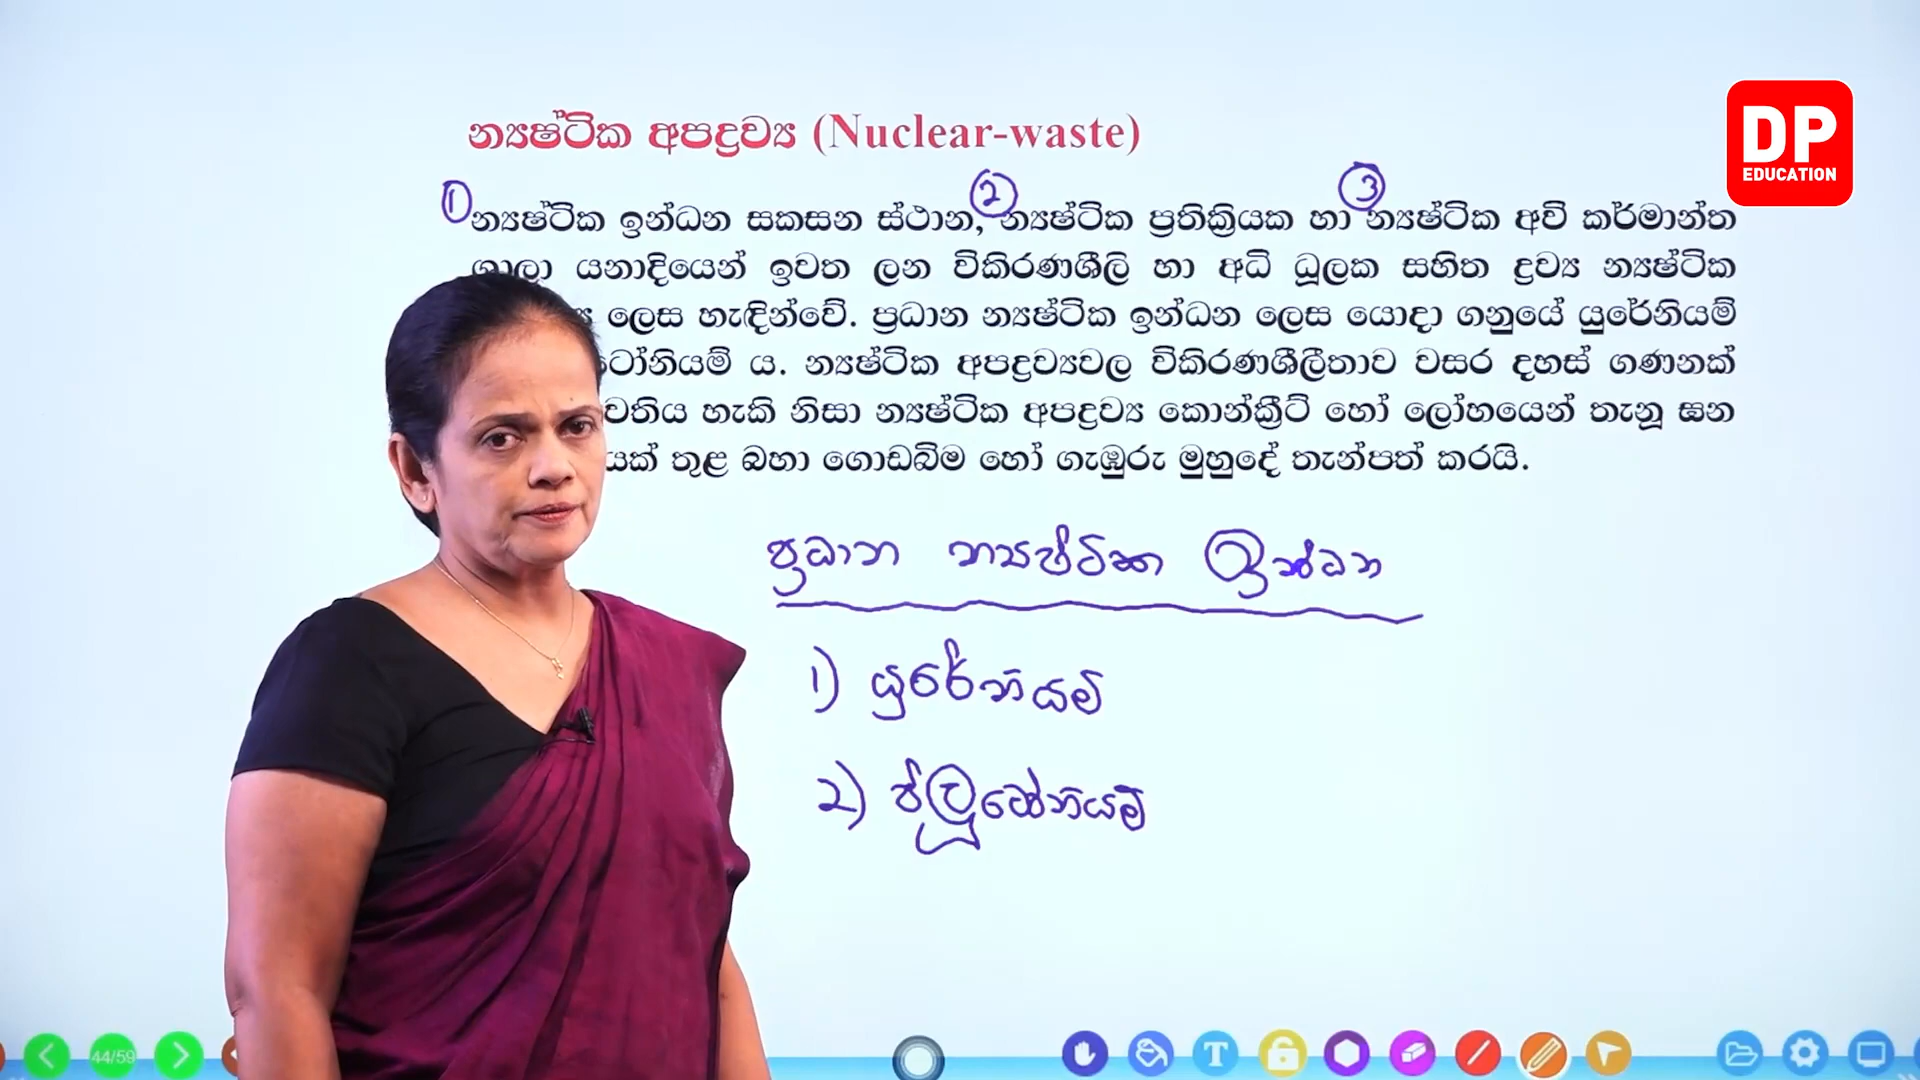 න්‍යෂ්ටික අපද්‍රව්‍ය (Nuclear-waste)
DP
EDUCATION
1 2 3
න්‍යෂ්ටික ඉන්ධන සකසන ස්ථාන, න්‍යෂ්ටික ප්‍රතික්‍රියක හා න්‍යෂ්ටික අවි කර්මාන්ත
ශාලා යනාදියෙන් ඉවත ලන විකිරණශීලි හා අධි ධූලක සහිත ද්‍රව්‍ය න්‍යෂ්ටික
ලෙස හැඳින්වේ. ප්‍රධාන න්‍යෂ්ටික ඉන්ධන ලෙස යොදා ගනුයේ යුරේනියම්
ටෝනියම් ය. න්‍යෂ්ටික අපද්‍රව්‍යවල විකිරණශීලීතාව වසර දහස් ගණනක්
වතිය හැකි නිසා න්‍යෂ්ටික අපද්‍රව්‍ය කොන්ක්‍රීට් හෝ ලෝහයෙන් තැනූ ඝන
යක් තුළ බහා ගොඩබිම හෝ ගැඹුරු මුහුදේ තැන්පත් කරයි.
ප්‍රධාන න්‍යෂ්ටික ඉන්ධන
1) යුරේනියම්
2) ප්ලූටෝනියම්
44/59